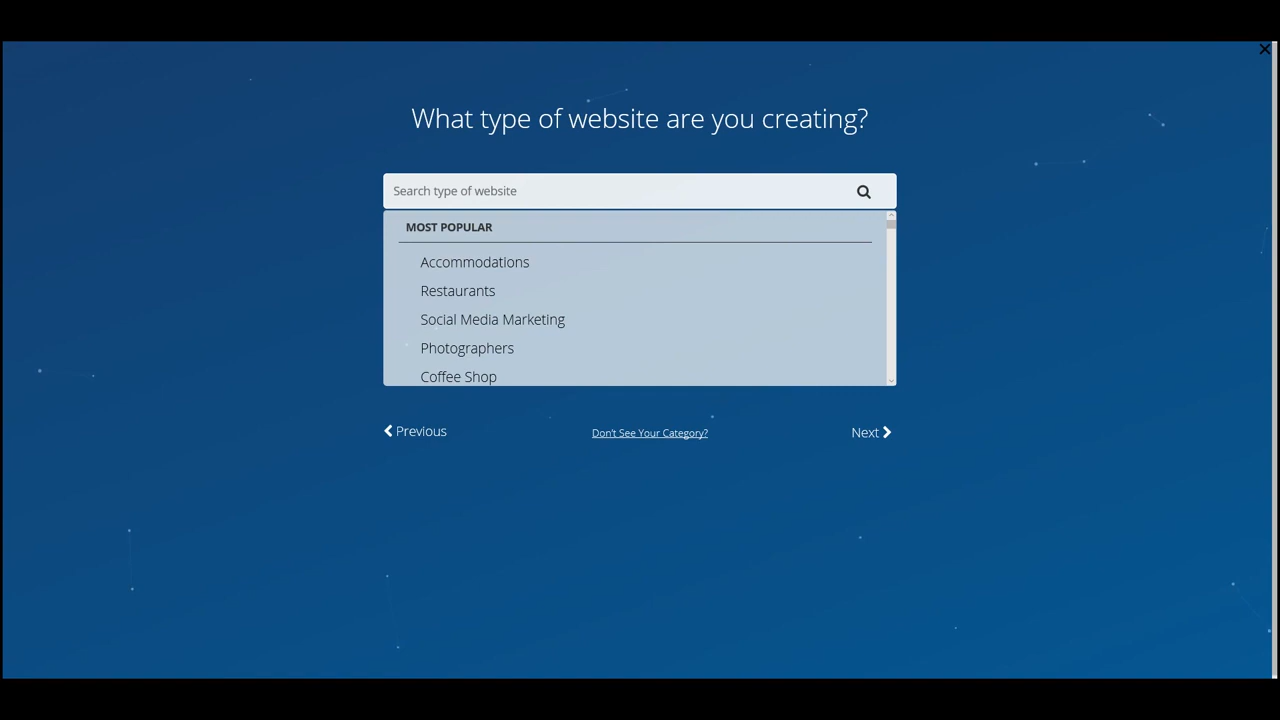 What type of website are you creating?
Search type of website
MOST POPULAR
Accommodations
Restaurants
Social Media Marketing
Photographers
Coffee Shop
Previous
Don't See Your Category?
Next